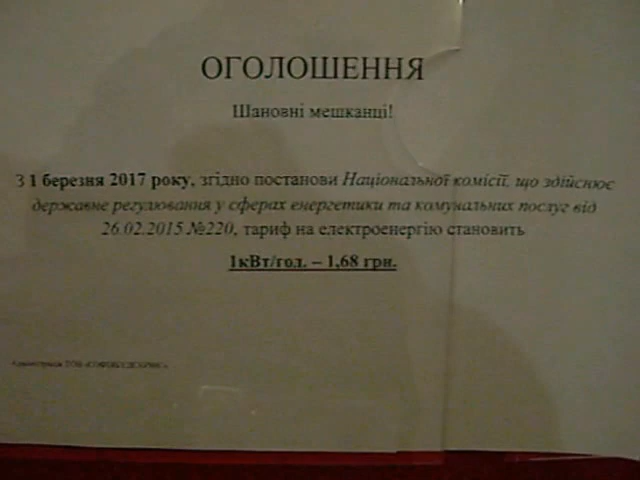 ОГОЛОШЕННЯ
Шановні мешканці!
З 1 березня 2017 року, згідно постанови Національної комісії, що здійснює
державне регулювання у сферах енергетики та комунальних послуг від
26.02.2015 №220, тариф на електроенергію становить
1кВт/год. – 1,68 грн.
ТОВ